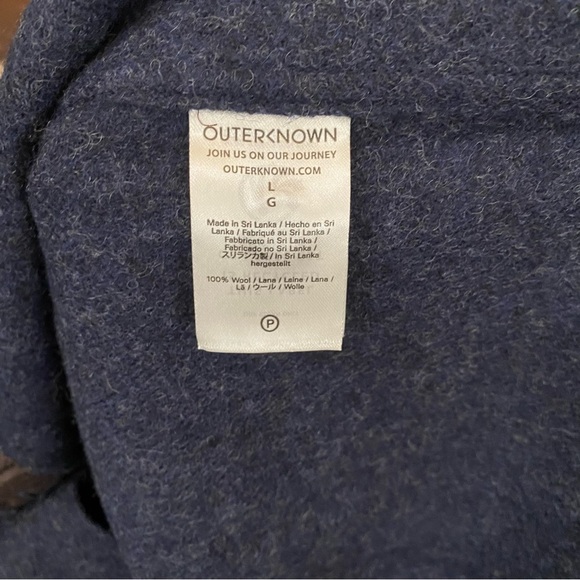 OUTERKNOWN
JOIN US ON OUR JOURNEY
OUTERKNOWN.COM
L
G
Made in Sri Lanka / Hecho en Sri
Lanka / Fabriqué au Sri Lanka /
Fabbricato in Sri Lanka /
Fabricado no Sri Lanka /
スリランカ製 / In Sri Lanka
hergestellt
100% Wool / Lana / Laine / Lana /
Lã / ウール / Wolle
P